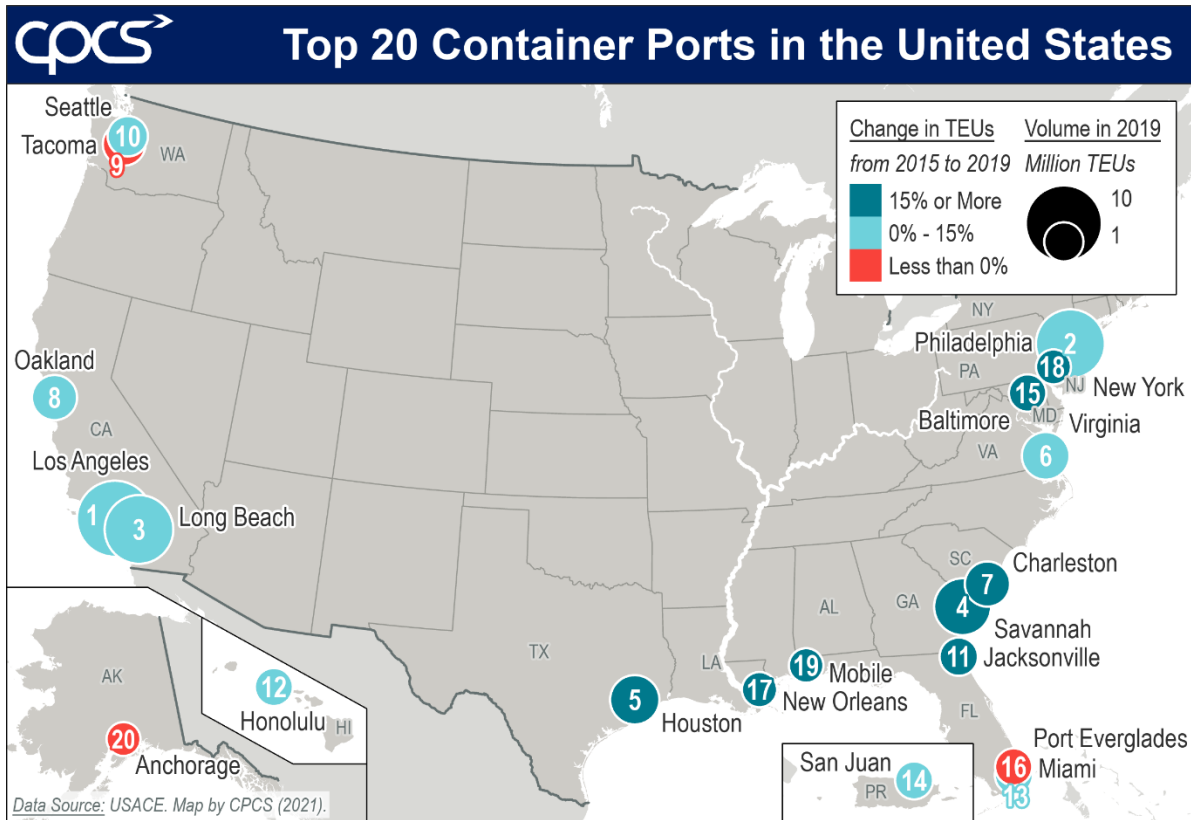 cpcs
Top 20 Container Ports in the United States
Change in TEUs
from 2015 to 2019
15% or More
0% - 15%
Less than 0%
Volume in 2019
Million TEUs
10
1
Seattle
10
Tacoma
9
WA
Oakland
8
CA
Los Angeles
1
3
Long Beach
NY
Philadelphia
2
18
PA
NJ
New York
15
Baltimore
MD
Virginia
VA
6
SC
Charleston
7
GA
4
Savannah
AL
11
Jacksonville
TX
LA
19
Mobile
17
New Orleans
5
Houston
FL
Port Everglades
16
Miami
13
San Juan
14
PR
AK
20
Anchorage
12
Honolulu
HI
Data Source: USACE. Map by CPCS (2021).